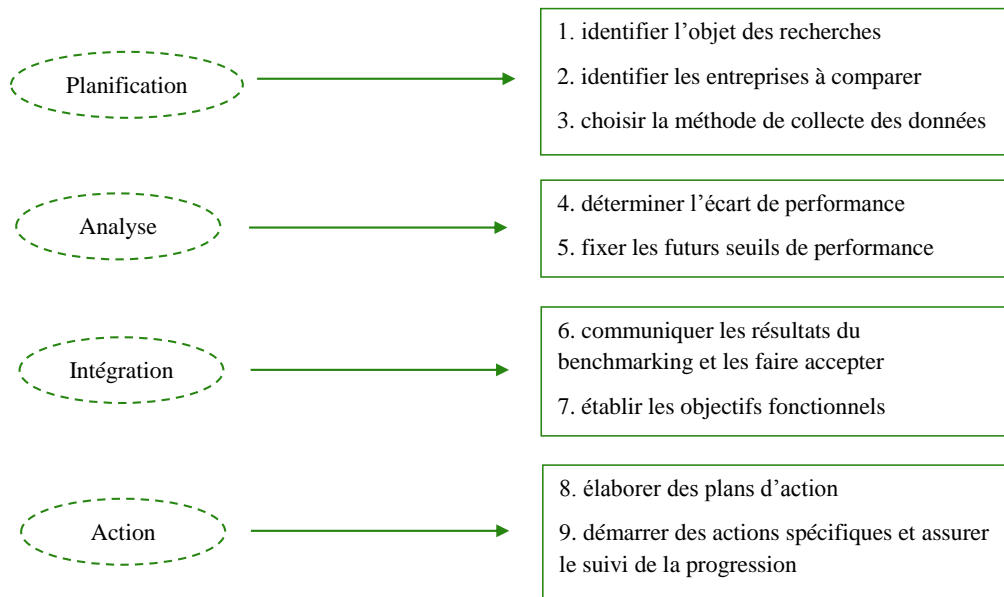 Planification
1. identifier l’objet des recherches
2. identifier les entreprises à comparer
3. choisir la méthode de collecte des données
Analyse
4. déterminer l’écart de performance
5. fixer les futurs seuils de performance
Intégration
6. communiquer les résultats du
benchmarking et les faire accepter
7. établir les objectifs fonctionnels
Action
8. élaborer des plans d’action
9. démarrer des actions spécifiques et assurer
le suivi de la progression